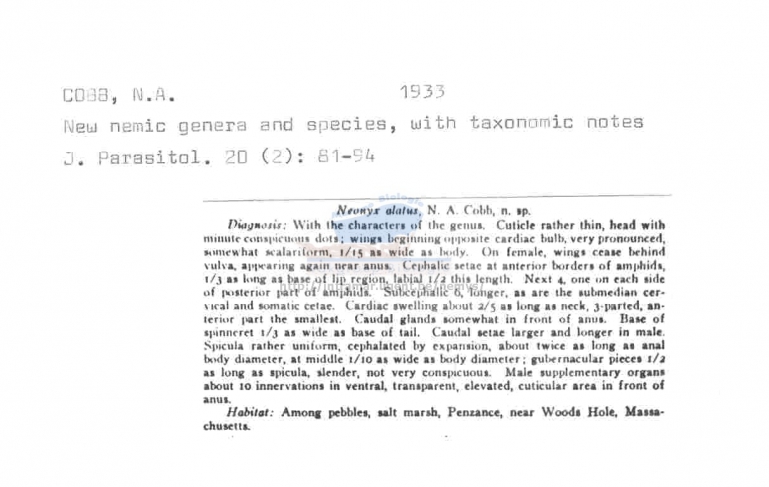 COBB, N.A. 1933
New nemic genera and species, with taxonomic notes
J. Parasitol. 20 (2): 81-94
Neonyx alatus, N. A. Cobb, n. sp.
Diagnosis: With the characters of the genus. Cuticle rather thin, head with
minute conspicuous dots; wings beginning opposite cardiac bulb, very pronounced,
somewhat scalariform, 1/15 as wide as body. On female, wings cease behind
vulva, appearing again near anus. Cephalic setae at anterior borders of amphids,
1/3 as long as base of lip region, labial 1/2 this length. Next 4, one on each side
of posterior part of amphids. Subcephalic 6, longer, as are the submedian cer-
vical and somatic cetae. Cardiac swelling about 2/5 as long as neck, 3-parted, an-
terior part the smallest. Caudal glands somewhat in front of anus. Base of
spinneret 1/3 as wide as base of tail. Caudal setae larger and longer in male.
Spicula rather uniform, cephalated by expansion, about twice as long as anal
body diameter, at middle 1/10 as wide as body diameter; gubernacular pieces 1/2
as long as spicula, slender, not very conspicuous. Male supplementary organs
about 10 innervations in ventral, transparent, elevated, cuticular area in front of
anus.
Habitat: Among pebbles, salt marsh, Penzance, near Woods Hole, Massa-
chusetts.